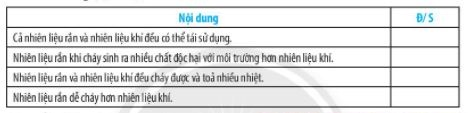 Nội dung Đ/ S
Cả nhiên liệu rắn và nhiên liệu khí đều có thể tái sử dụng.
Nhiên liệu rắn khi cháy sinh ra nhiều chất độc hại với môi trường hơn nhiên liệu khí.
Nhiên liệu rắn và nhiên liệu khí đều cháy được và toả nhiều nhiệt.
Nhiên liệu rắn dễ cháy hơn nhiên liệu khí.